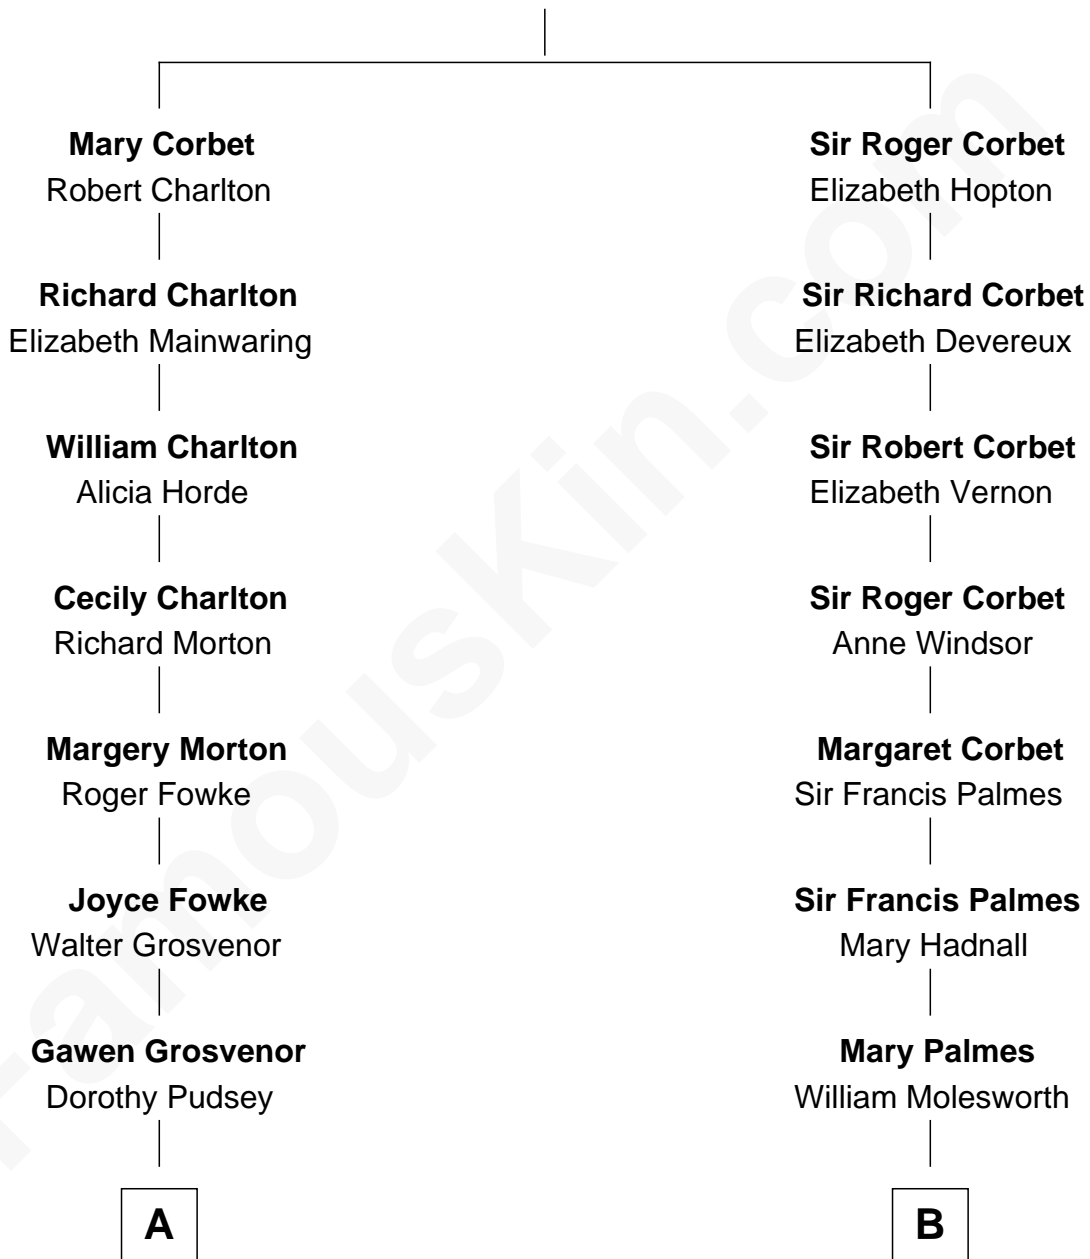 Mary Corbet
Robert Charlton
Richard Charlton
Elizabeth Mainwaring
William Charlton
Alicia Horde
Cecily Charlton
Richard Morton
Margery Morton
Roger Fowke
Joyce Fowke
Walter Grosvenor
Gawen Grosvenor
Dorothy Pudsey
A
Sir Roger Corbet
Elizabeth Hopton
Sir Richard Corbet
Elizabeth Devereux
Sir Robert Corbet
Elizabeth Vernon
Sir Roger Corbet
Anne Windsor
Margaret Corbet
Sir Francis Palmes
Sir Francis Palmes
Mary Hadnall
Mary Palmes
William Molesworth
B
FamousKin.com